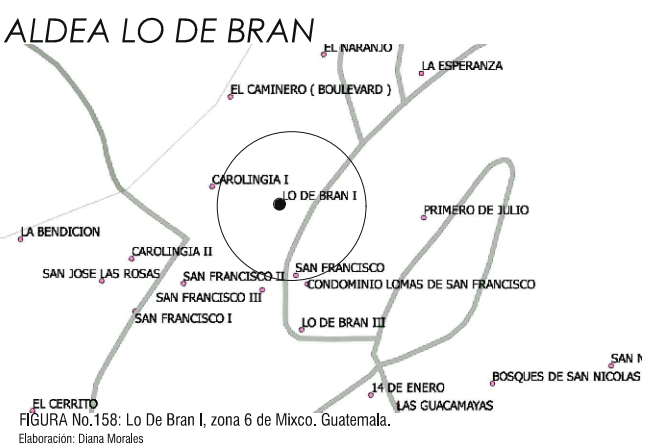 ALDEA LO DE BRAN
EL NARANJO
LA ESPERANZA
EL CAMINERO ( BOULEVARD )
CAROLINGIA I
LO DE BRAN I
PRIMERO DE JULIO
LA BENDICION
CAROLINGIA II
SAN JOSE LAS ROSAS
SAN FRANCISCO II
SAN FRANCISCO
CONDOMINIO LOMAS DE SAN FRANCISCO
SAN FRANCISCO III
SAN FRANCISCO I
LO DE BRAN III
SAN
BOSQUES DE SAN NICOLAS
14 DE ENERO
LAS GUACAMAYAS
EL CERRITO
FIGURA No.158: Lo De Bran I, zona 6 de Mixco. Guatemala.
Elaboración: Diana Morales